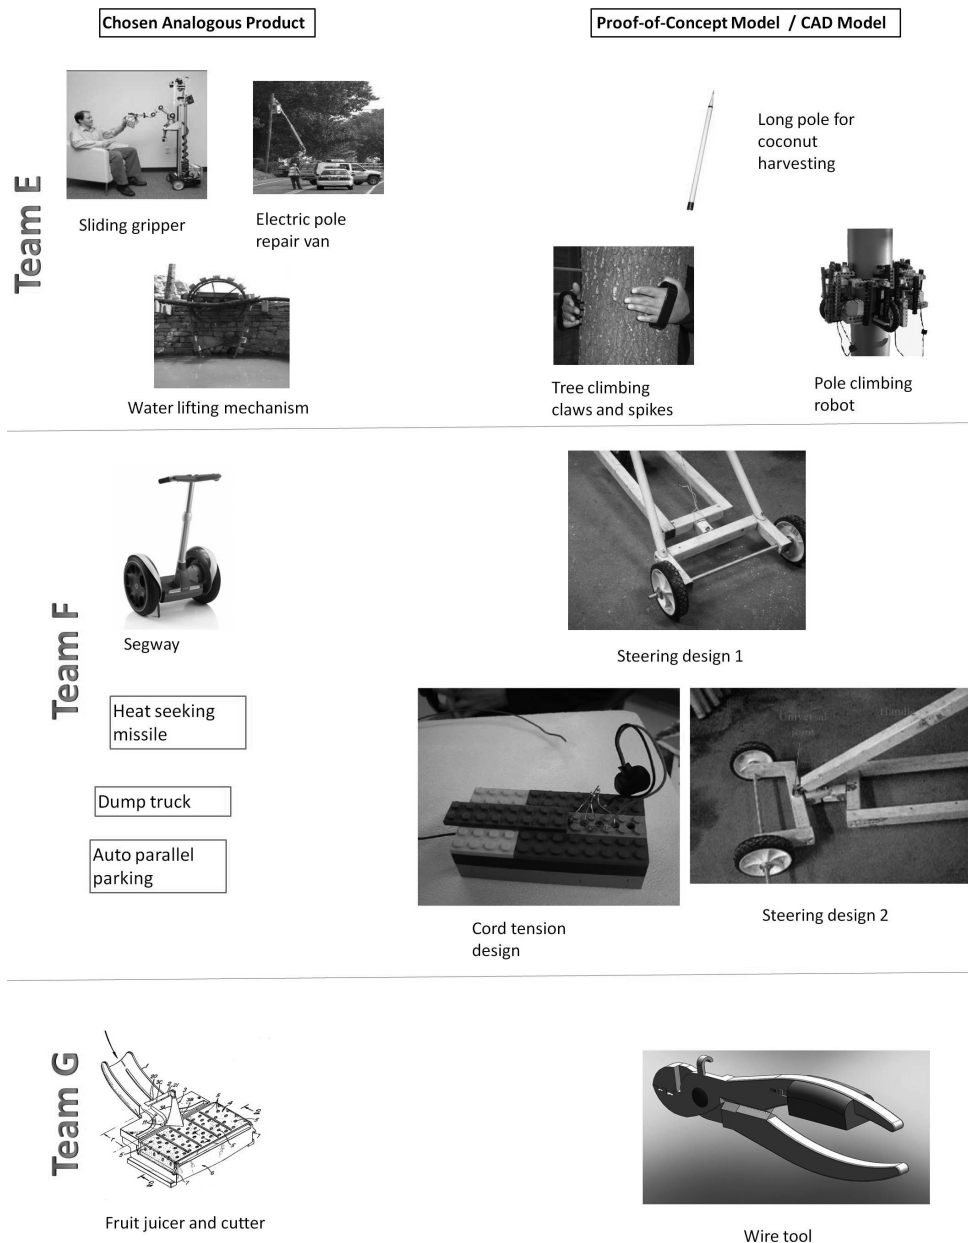 Chosen Analogous Product
Proof-of-Concept Model / CAD Model
Team E
Sliding gripper
Electric pole
repair van
Water lifting mechanism
Long pole for
coconut
harvesting
Tree climbing
claws and spikes
Pole climbing
robot
Team F
Segway
Heat seeking
missile
Dump truck
Auto parallel
parking
Steering design 1
Cord tension
design
Universal
joint
Handle
Steering design 2
Team G
Fruit juicer and cutter
Wire tool